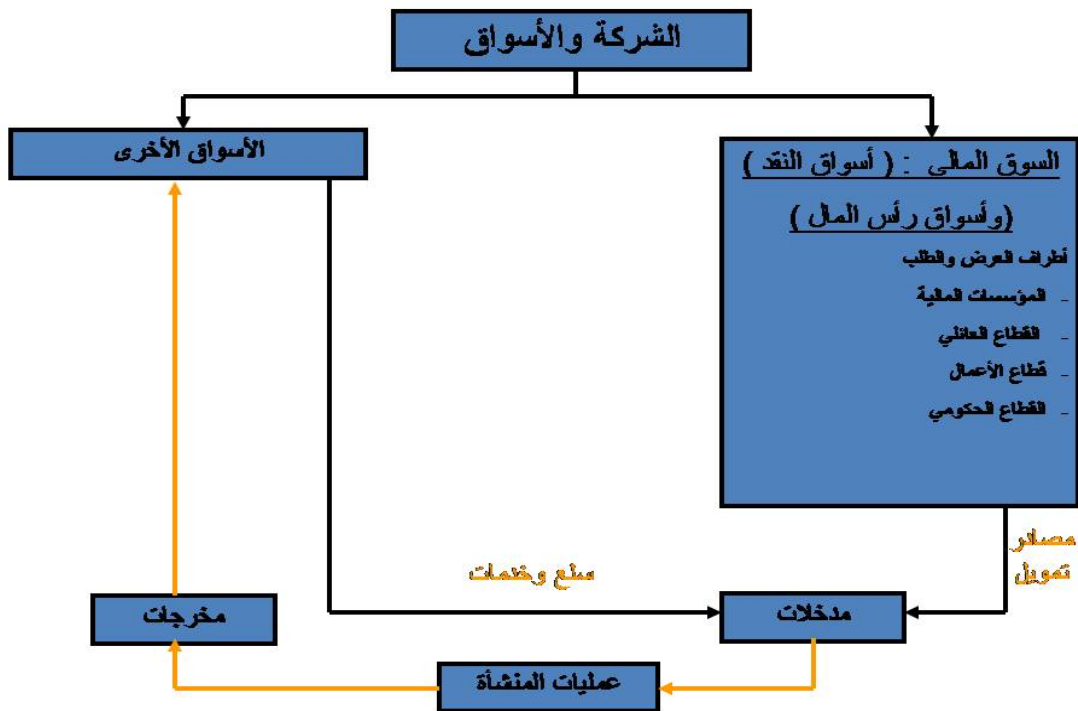 الشركة والأسواق
الأسواق الأخرى
السوق المالى : ( أسواق النقد )
(وأسواق رأس المال )
أطراف العرض والطلب
- المؤسسات المالية
- القطاع العائلي
- قطاع الأعمال
- القطاع الحكومي
مصادر
تمويل
سلع وخدمات
مدخلات
مخرجات
عمليات المنشأة